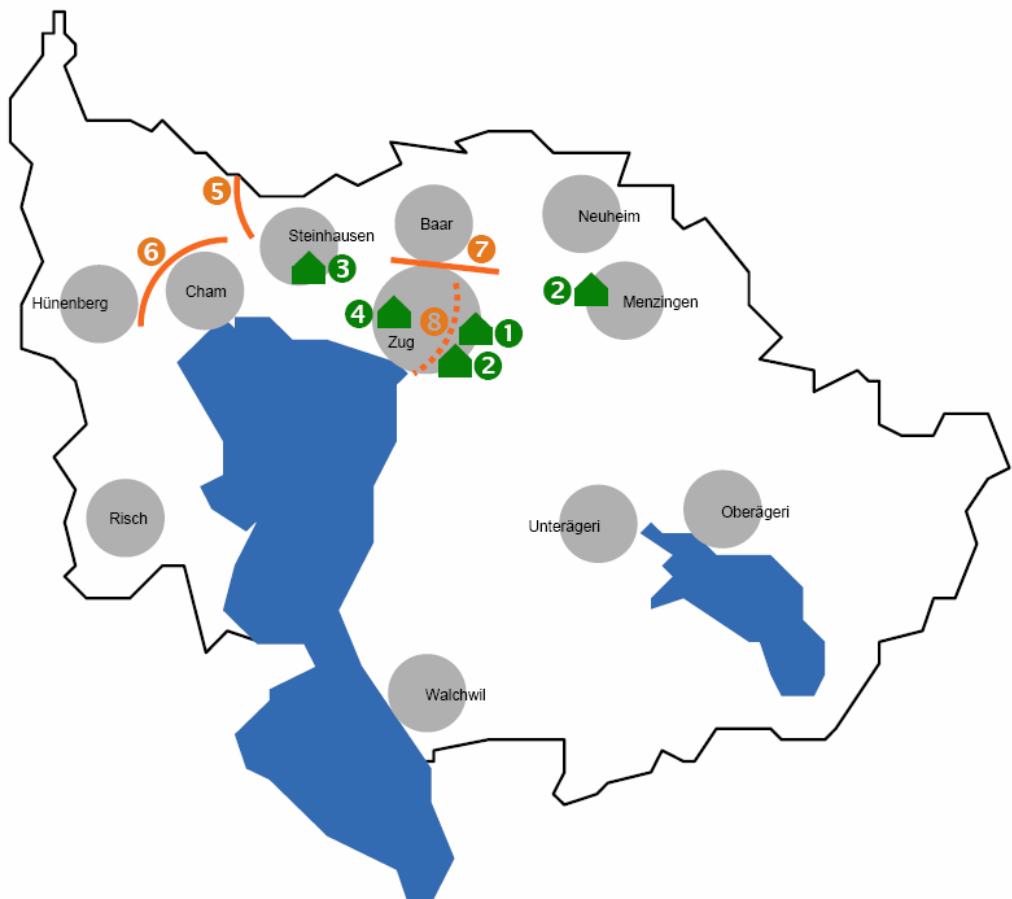 5
Neuheim
Baar
Steinhausen
7
6
3
2
Cham
Hünenberg
Menzingen
4
8
1
Zug
2
Risch
Unterägeri
Oberägeri
Walchwil